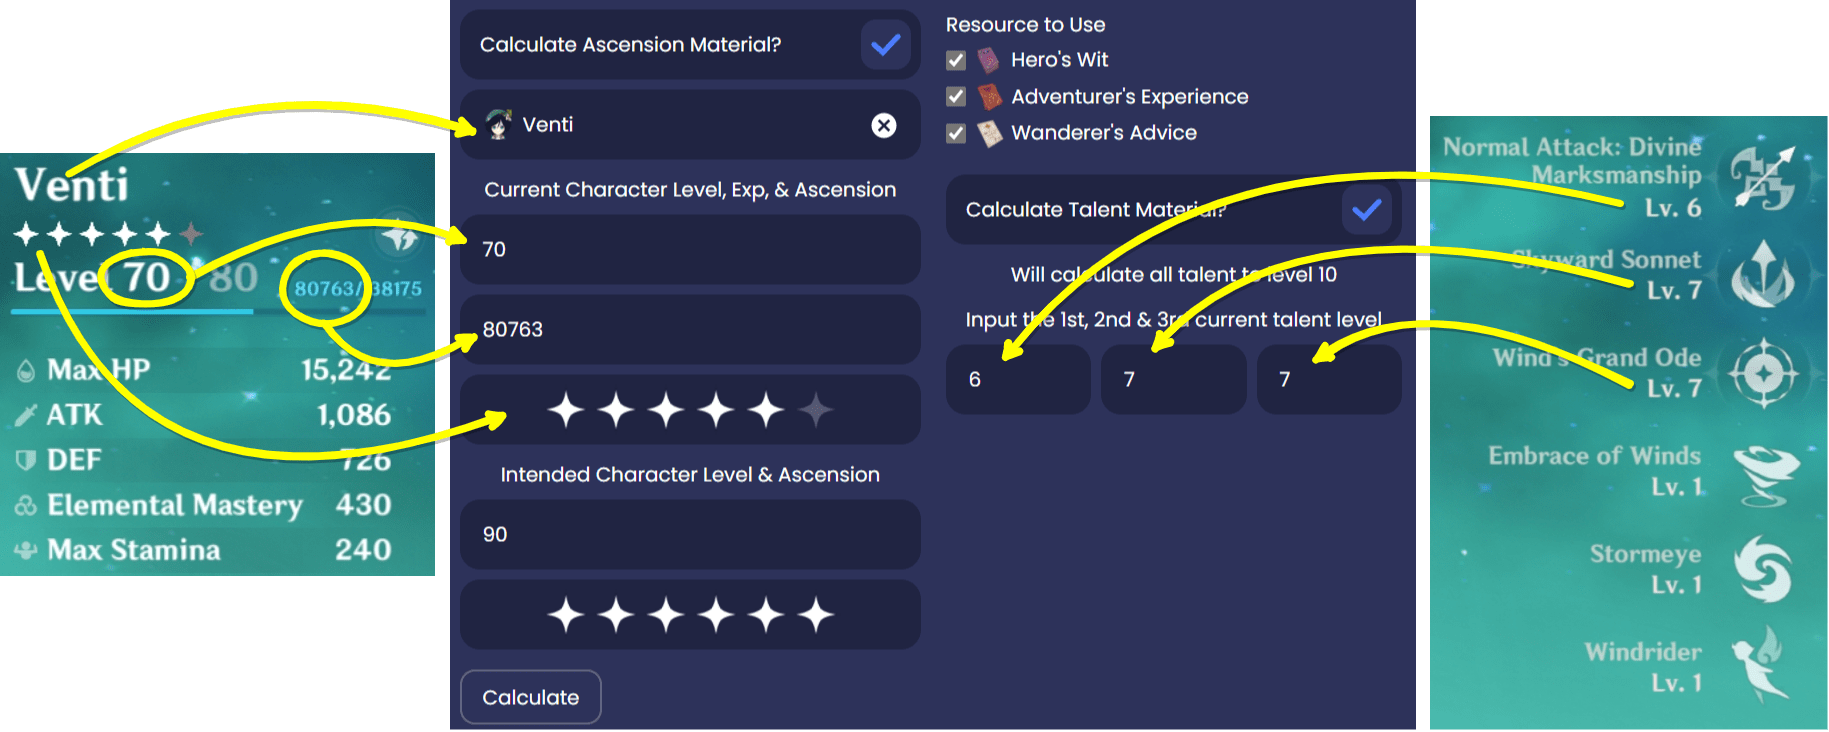 Venti
Level 70 80
80763/ 38175
Max HP 15,242
ATK 1,086
DEF 726
Elemental Mastery 430
Max Stamina 240
Calculate Ascension Material?
Venti
Current Character Level, Exp, & Ascension
70
80763
Intended Character Level & Ascension
90
Calculate
Resource to Use
Hero's Wit
Adventurer's Experience
Wanderer's Advice
Calculate Talent Material?
Will calculate all talent to level 10
Input the 1st, 2nd & 3rd current talent level
6 7 7
Normal Attack: Divine
Marksmanship
Lv. 6
Skyward Sonnet
Lv. 7
Wind's Grand Ode
Lv. 7
Embrace of Winds
Lv. 1
Stormeye
Lv. 1
Windrider
Lv. 1